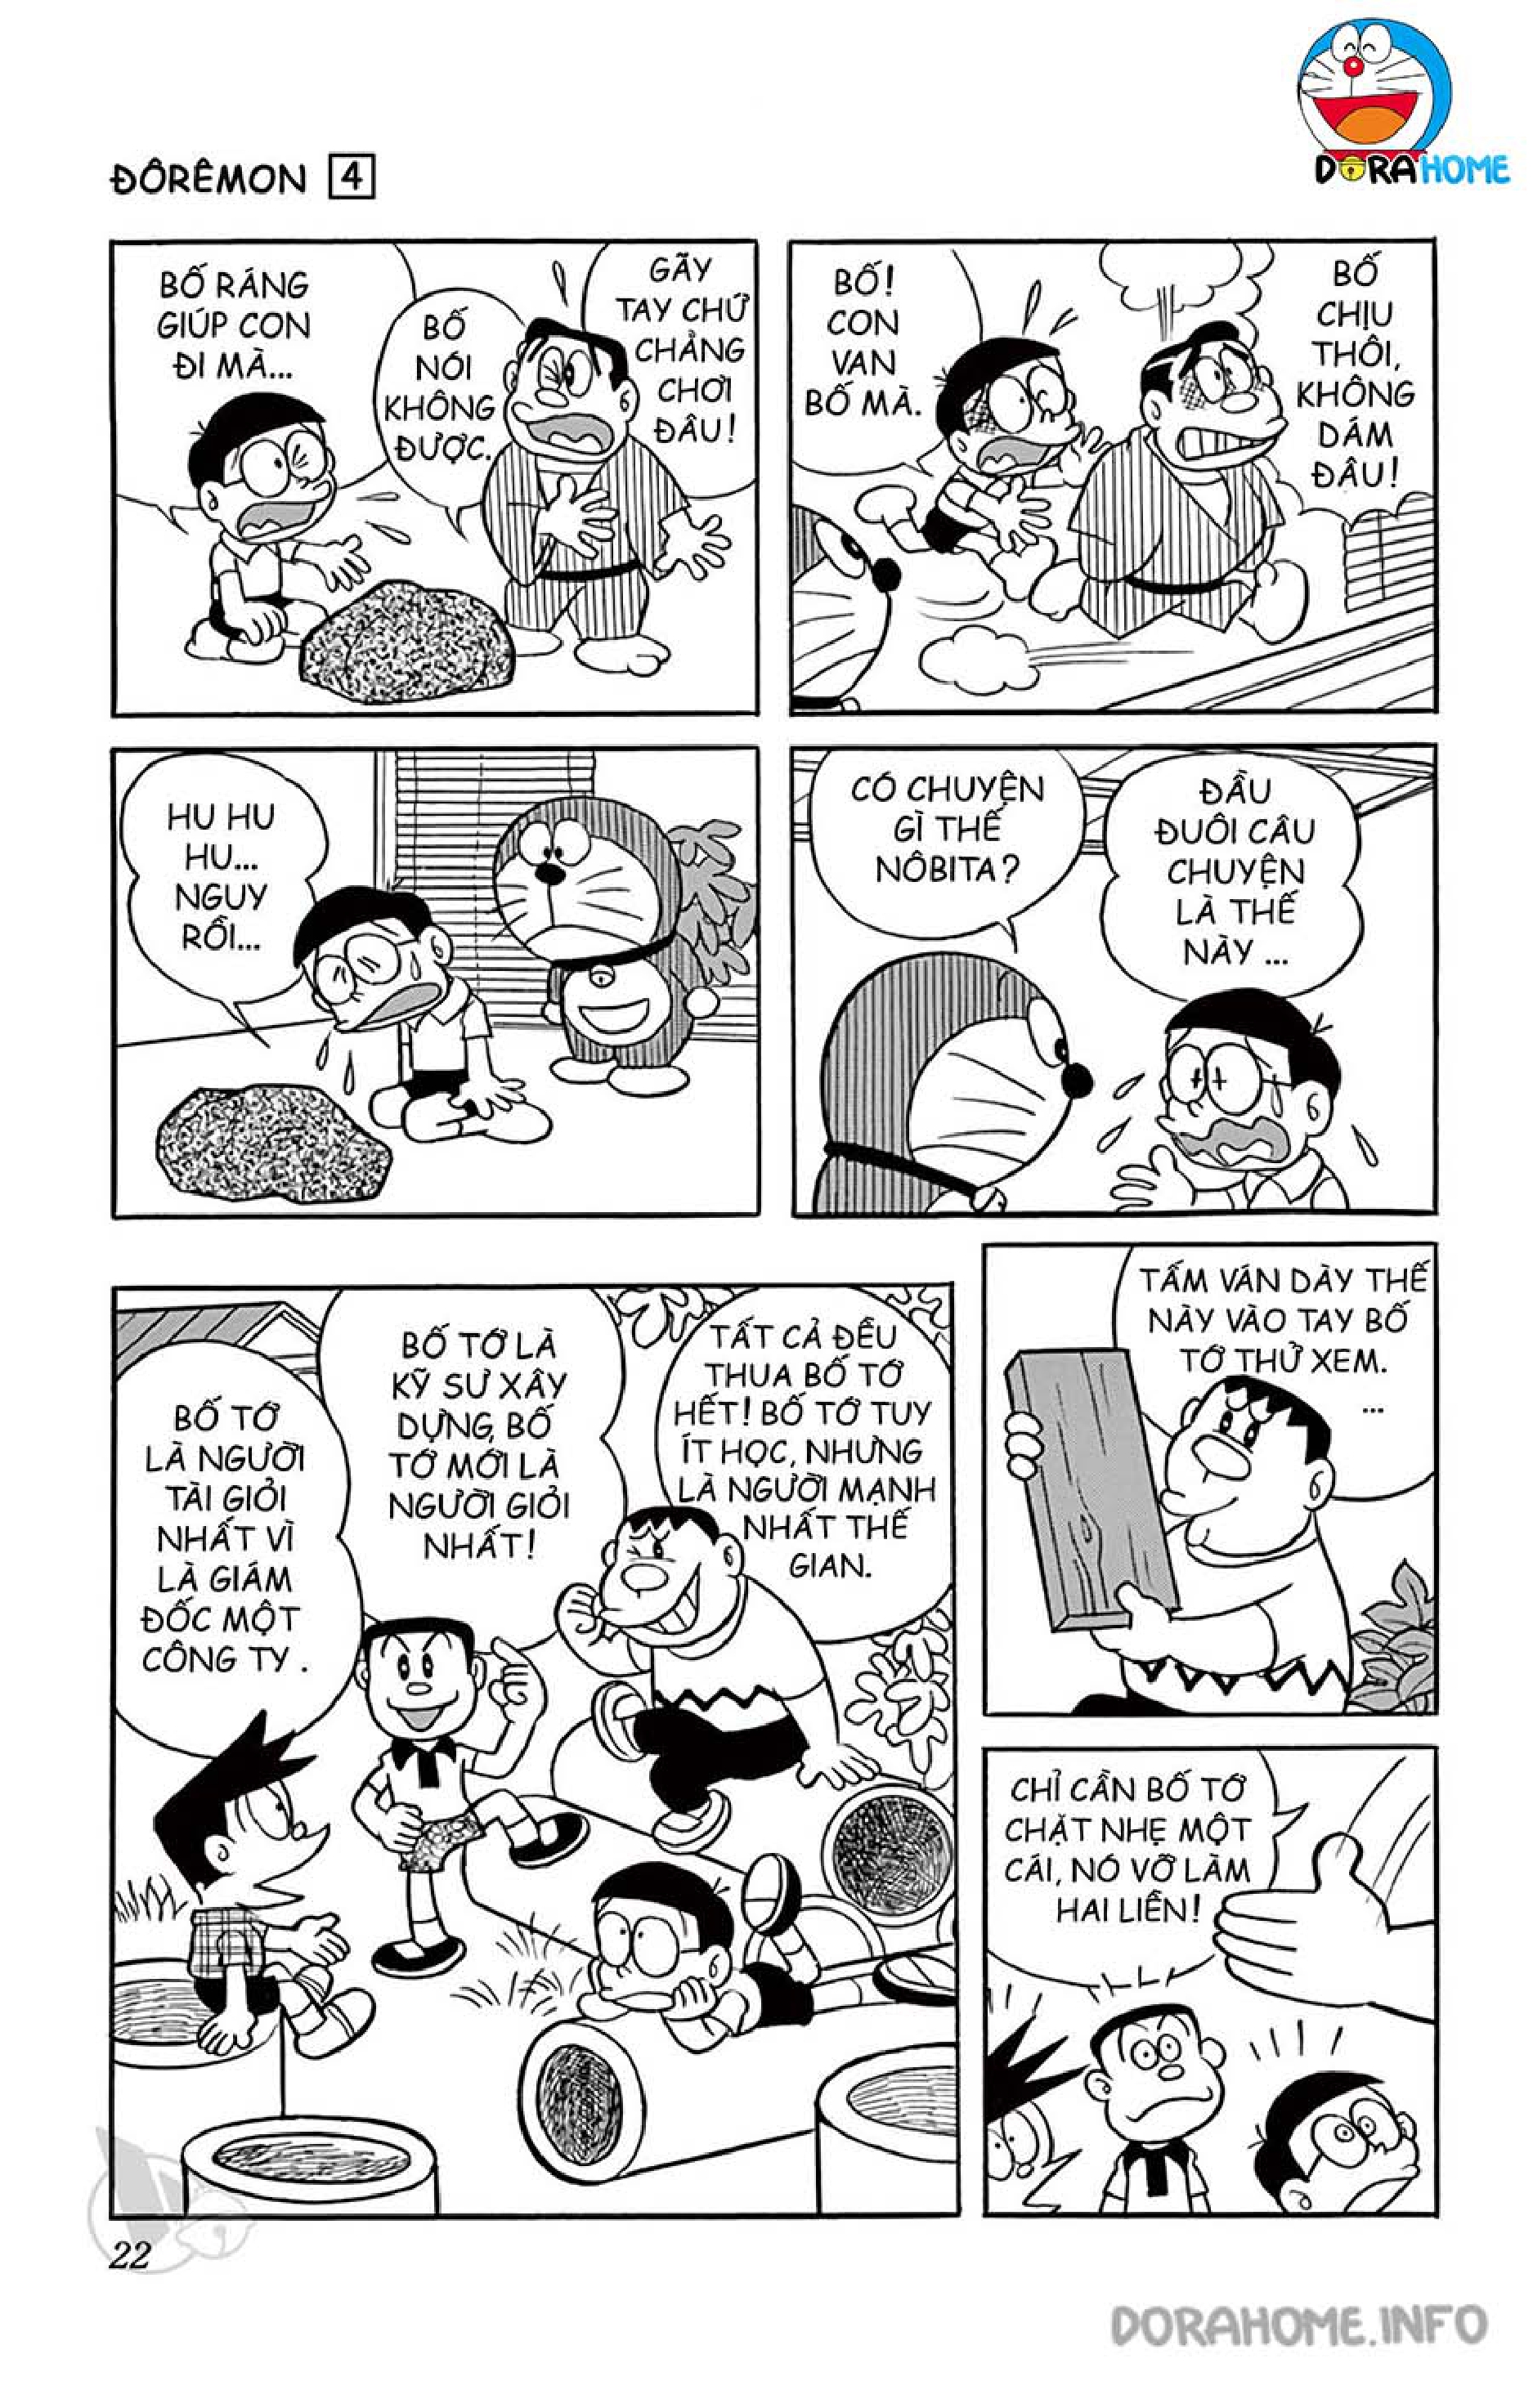 DORAHOME
ĐÔRÊMON 4
BỐ RÁNG
GIÚP CON
ĐI MÀ...
BỐ
NÓI
KHÔNG
ĐƯỢC.
GÃY
TAY CHỨ
CHẲNG
CHƠI
ĐÂU!
BỐ!
CON
VAN
BỐ MÀ.
BỐ
CHỊU
THÔI,
KHÔNG
DÁM
ĐÂU!
HU HU
HU...
NGUY
RỒI...
CÓ CHUYỆN
GÌ THẾ
NÔBITA?
ĐẦU
ĐUÔI CÂU
CHUYỆN
LÀ THẾ
NÀY ...
BỐ TỚ
LÀ NGƯỜI
TÀI GIỎI
NHẤT VÌ
LÀ GIÁM
ĐỐC MỘT
CÔNG TY .
BỐ TỚ LÀ
KỸ SƯ XÂY
DỰNG, BỐ
TỚ MỚI LÀ
NGƯỜI GIỎI
NHẤT!
TẤT CẢ ĐỀU
THUA BỐ TỚ
HẾT! BỐ TỚ TUY
ÍT HỌC, NHƯNG
LÀ NGƯỜI MẠNH
NHẤT THẾ
GIAN.
TẤM VÁN DÀY THẾ
NÀY VÀO TAY BỐ
TỚ THỬ XEM.
...
CHỈ CẦN BỐ TỚ
CHẶT NHẸ MỘT
CÁI, NÓ VỠ LÀM
HAI LIỀN!
22
DORAHOME.INFO